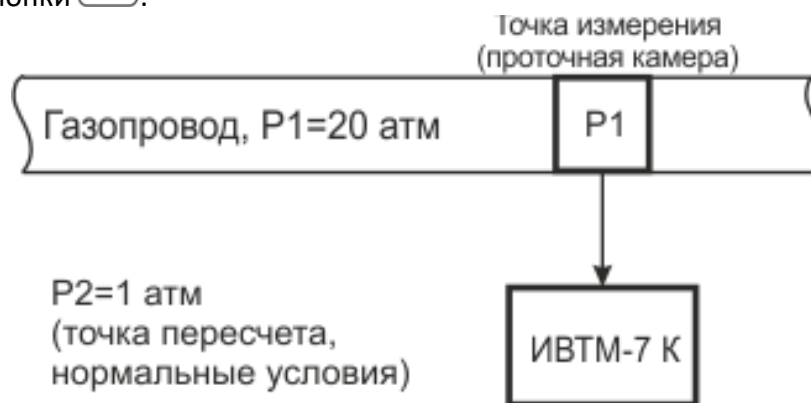 Точка измерения
(проточная камера)
Газопровод, P1=20 атм
P1
P2=1 атм
(точка пересчета,
нормальные условия)
ИВТМ-7 К